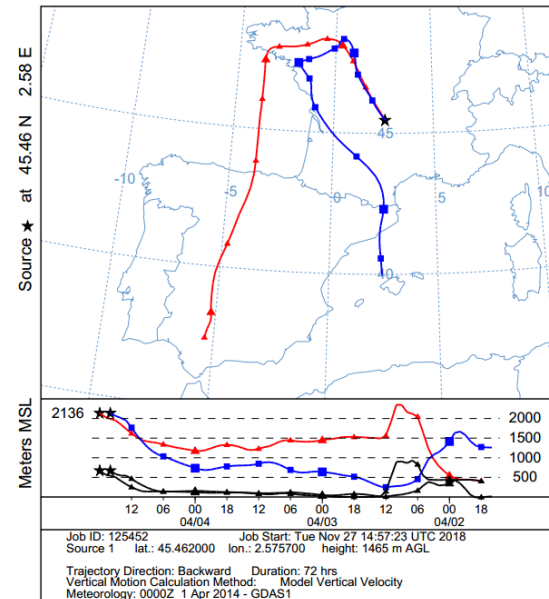 Source ★ at 45.46 N 2.58 E
45
-10
-5
0
5
40
Meters MSL
2136
2000
1500
1000
500
12 06 00 18 12 06 00 18 12 06 00 18
04/04 04/03 04/02
Job ID: 125452 Job Start: Tue Nov 27 14:57:23 UTC 2018
Source 1 lat.: 45.462000 lon.: 2.575700 height: 1465 m AGL
Trajectory Direction: Backward Duration: 72 hrs
Vertical Motion Calculation Method: Model Vertical Velocity
Meteorology: 0000Z 1 Apr 2014 - GDAS1